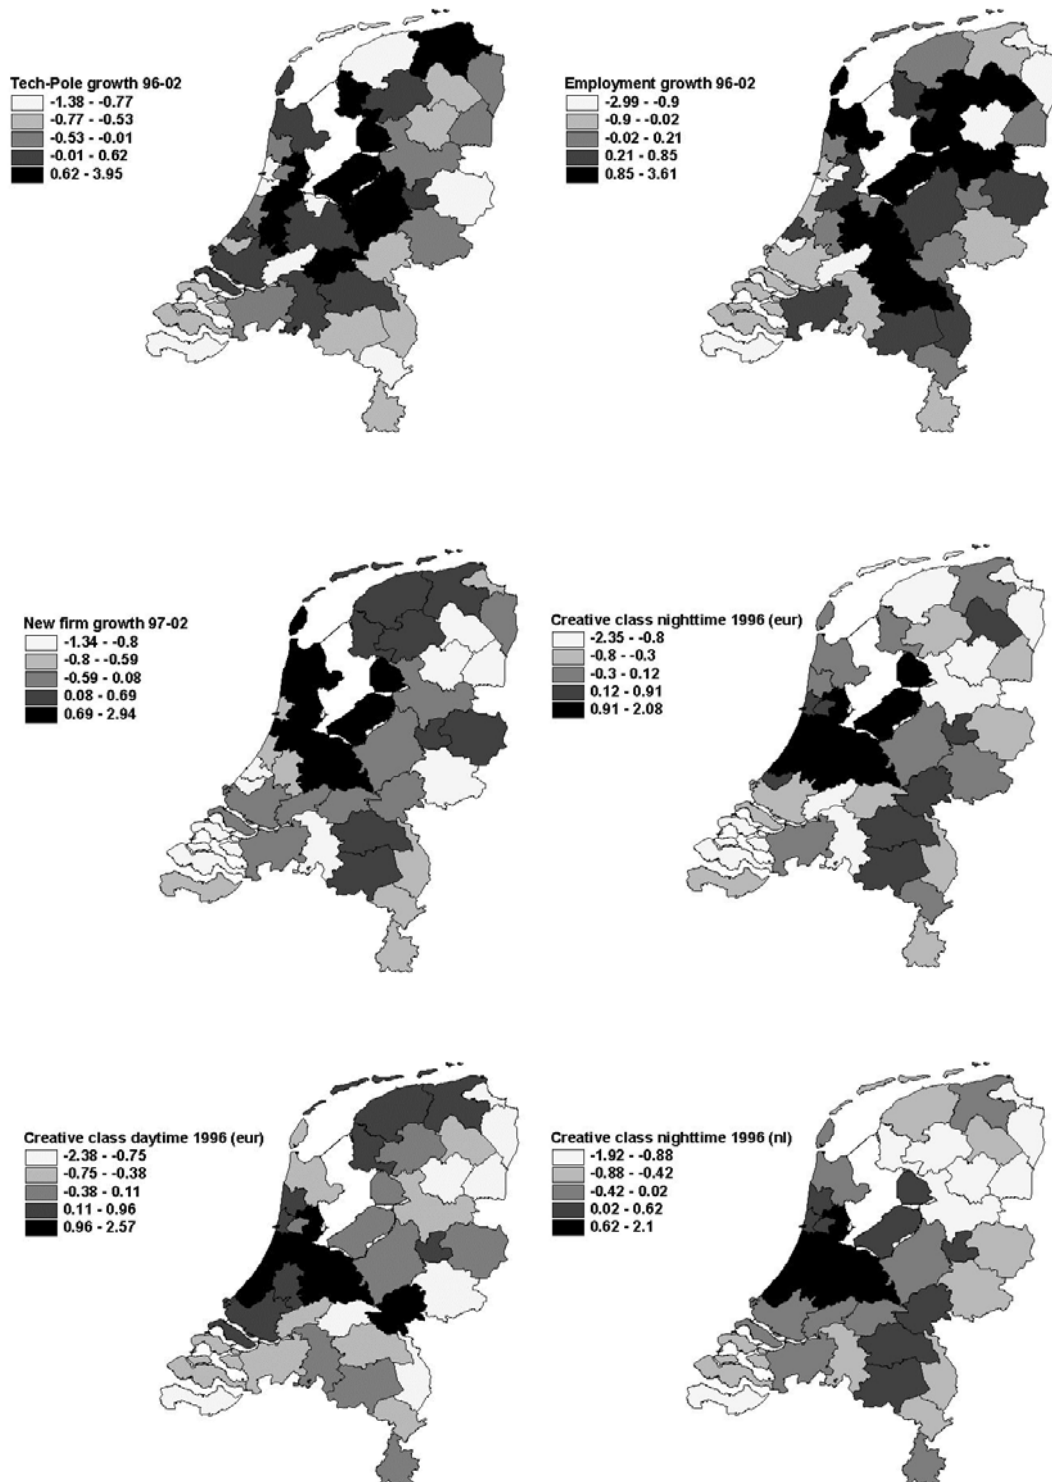 Tech-Pole growth 96-02
-1.38 - -0.77
-0.77 - -0.53
-0.53 - -0.01
-0.01 - 0.62
0.62 - 3.95
Employment growth 96-02
-2.99 - -0.9
-0.9 - -0.02
-0.02 - 0.21
0.21 - 0.85
0.85 - 3.61
New firm growth 97-02
-1.34 - -0.8
-0.8 - -0.59
-0.59 - 0.08
0.08 - 0.69
0.69 - 2.94
Creative class nighttime 1996 (eur)
-2.35 - -0.8
-0.8 - -0.3
-0.3 - 0.12
0.12 - 0.91
0.91 - 2.08
Creative class daytime 1996 (eur)
-2.38 - -0.75
-0.75 - -0.38
-0.38 - 0.11
0.11 - 0.96
0.96 - 2.57
Creative class nighttime 1996 (nl)
-1.92 - -0.88
-0.88 - -0.42
-0.42 - 0.02
0.02 - 0.62
0.62 - 2.1